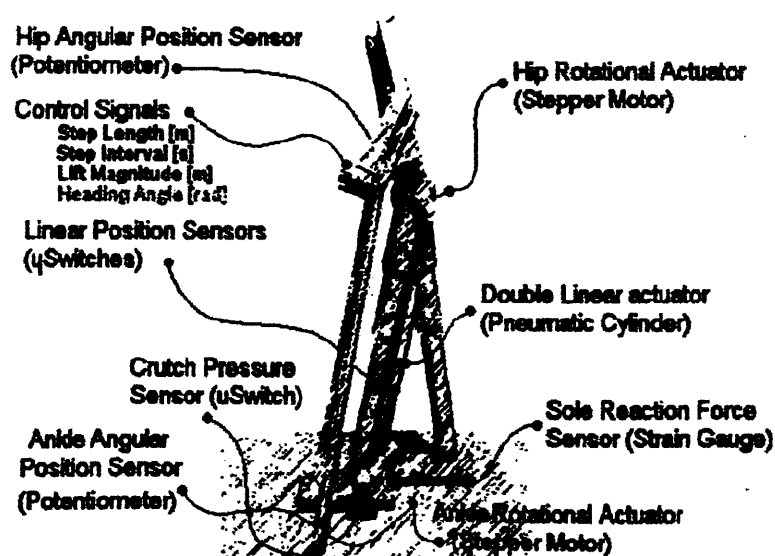 Hip Angular Position Sensor
(Potentiometer)
Control Signals
Step Length [m]
Step Interval [s]
Lift Magnitude [m]
Heading Angle [rad]
Linear Position Sensors
(ųSwitches)
Crutch Pressure
Sensor (uSwitch)
Ankle Angular
Position Sensor
(Potentiometer)
Hip Rotational Actuator
(Stepper Motor)
Double Linear actuator
(Pneumatic Cylinder)
Sole Reaction Force
Sensor (Strain Gauge)
Ankle Rotational Actuator
(Stepper Motor)